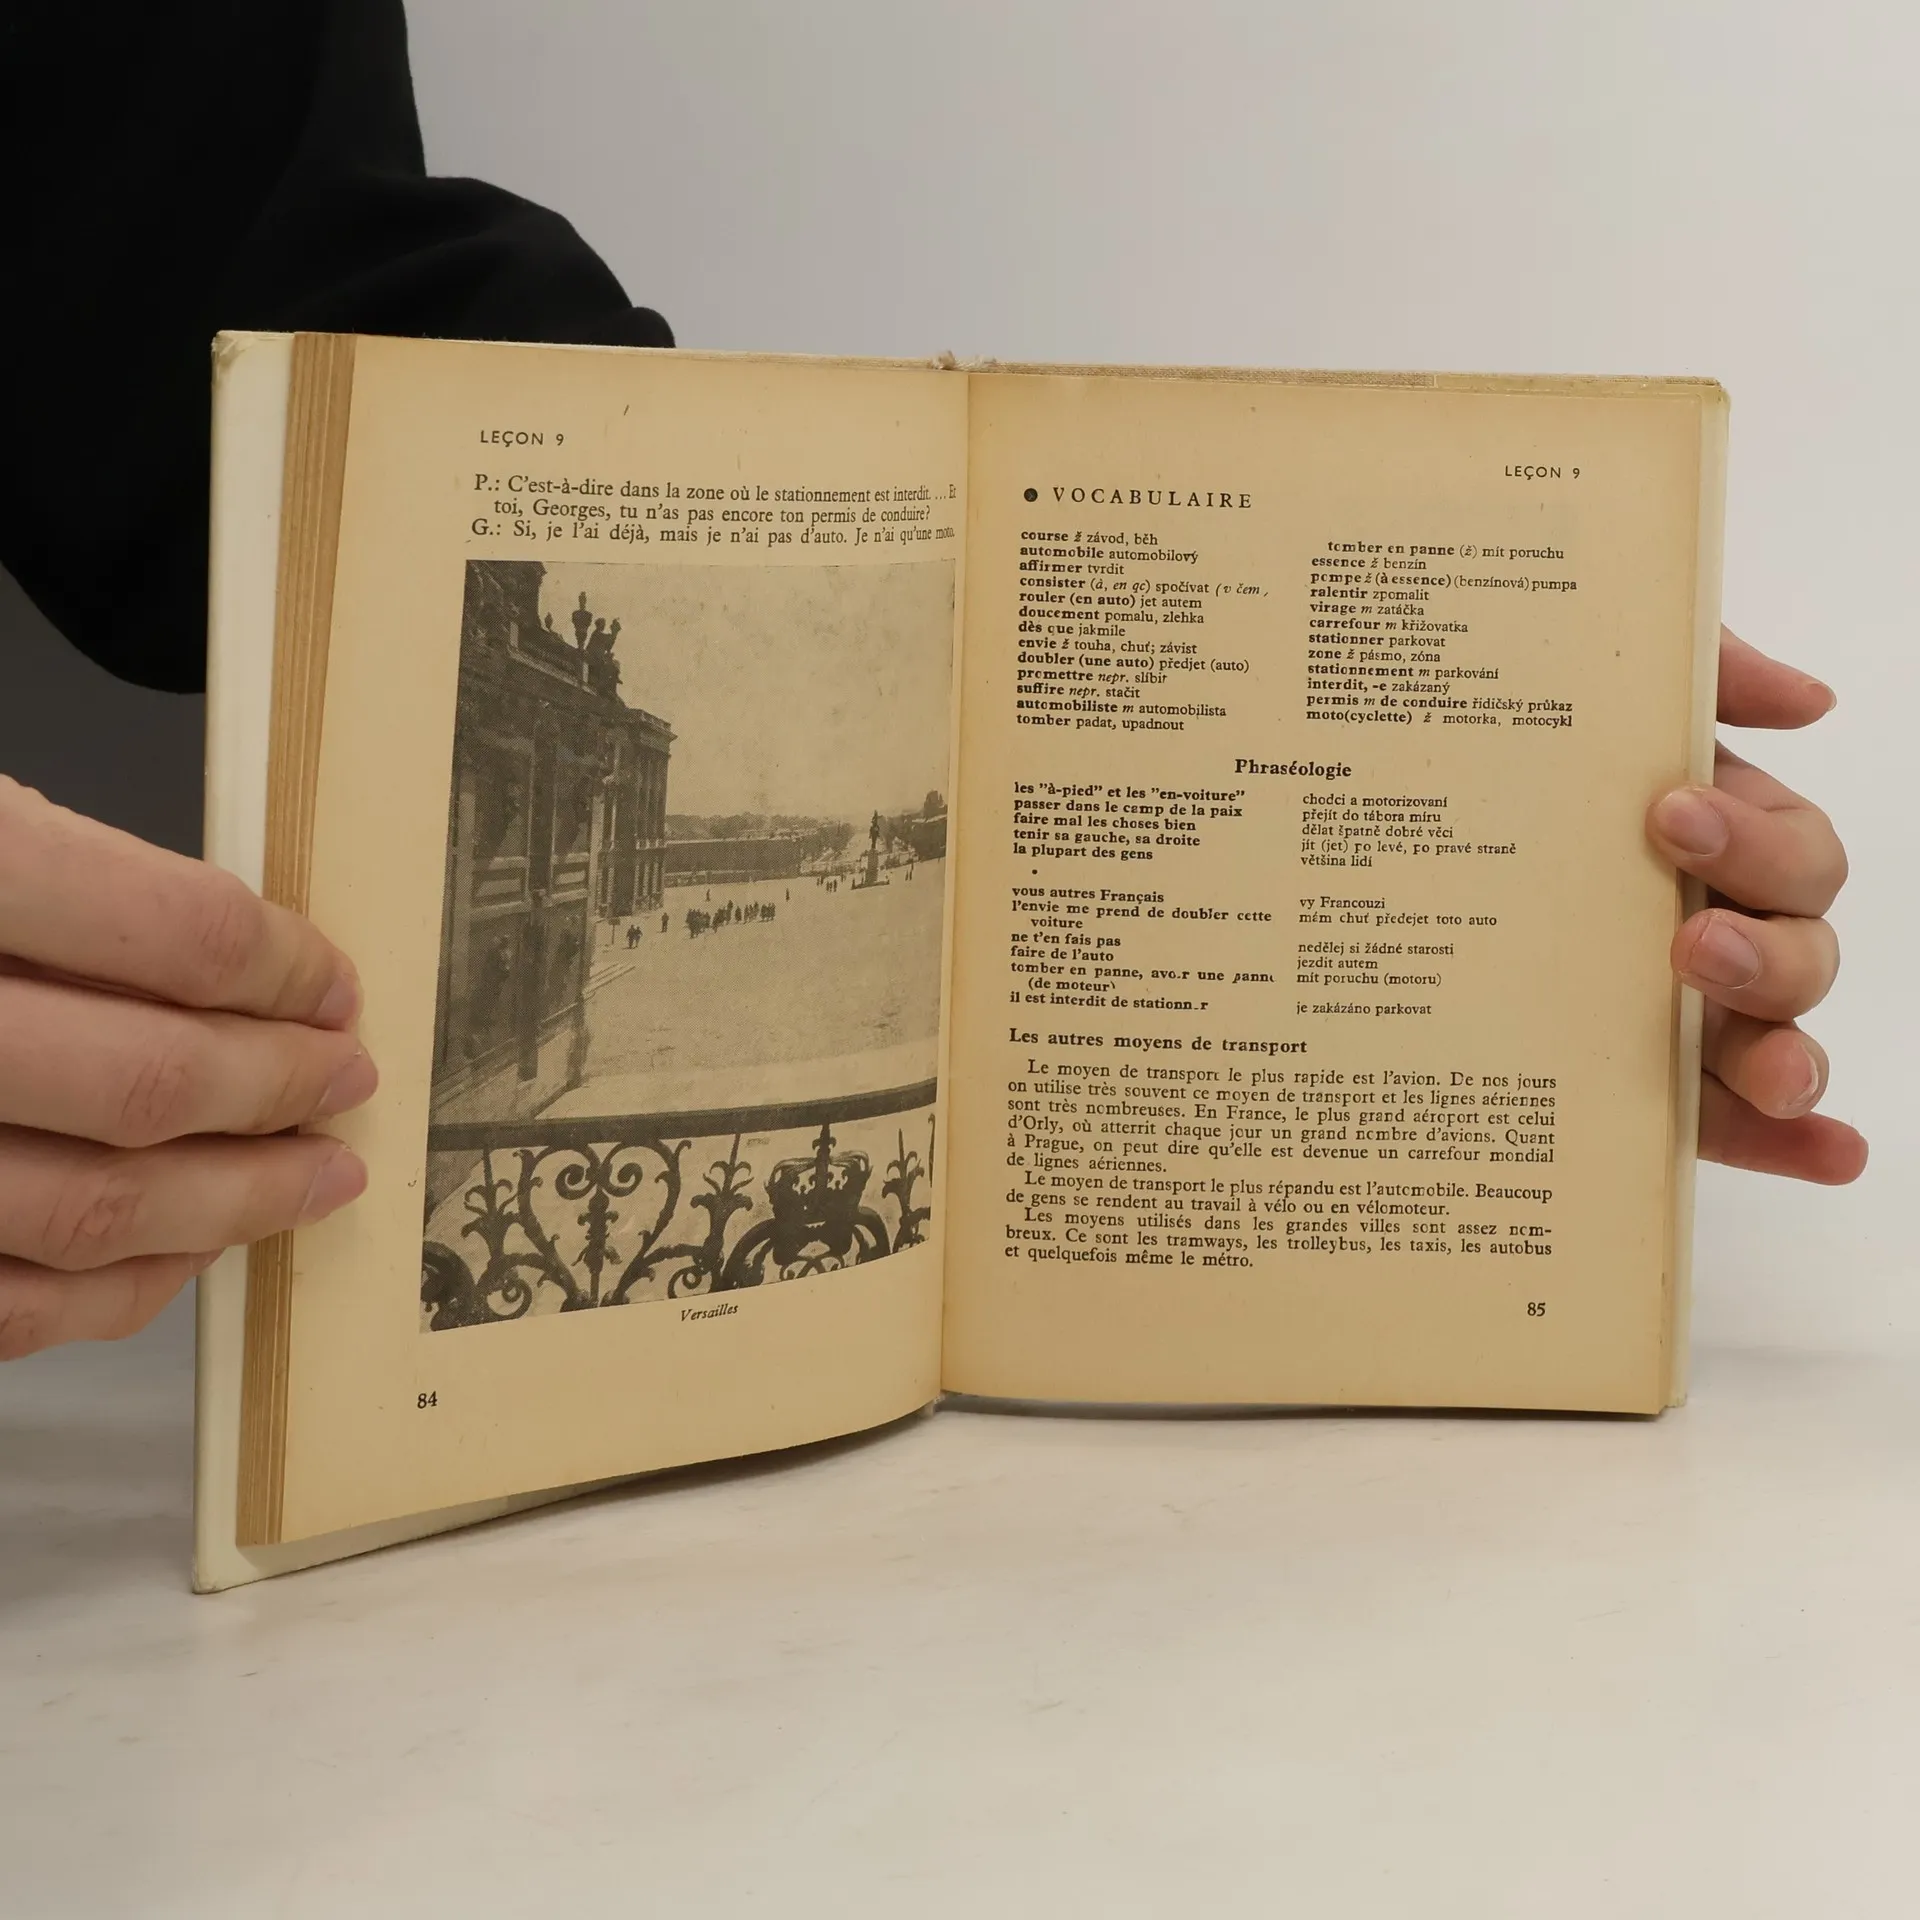 LEÇON 9
P.: C'est-à-dire dans la zone où le stationnement est interdit. ... Et
toi, Georges, tu n'as pas encore ton permis de conduire?
G.: Si, je l'ai déjà, mais je n'ai pas d'auto. Je n'ai qu'une moto.
Versailles
84
LEÇON 9
● VOCABULAIRE
course ž závod, běh
automobile automobilový
affirmer tvrdit
consister (à, en qc) spočívat (v čem,
rouler (en auto) jet autem
doucement pomalu, zlehka
dès que jakmile
envie ž touha, chuť; závist
doubler (une auto) předjet (auto)
promettre nepr. slíbit
suffire nepr. stačit
automobiliste m automobilista
tomber padat, upadnout
tomber en panne (ž) mít poruchu
essence ž benzín
pompe ž (à essence) (benzínová) pumpa
ralentir zpomalit
virage m zatáčka
carrefour m křižovatka
stationner parkovat
zone ž pásmo, zóna
stationnement m parkování
interdit, -e zakázaný
permis m de conduire řidičský průkaz
moto(cyclette) ž motorka, motocykl
Phraséologie
les "à-pied" et les "en-voiture" chodci a motorizovaní
passer dans le camp de la paix přejít do tábora míru
faire mal les choses bien dělat špatně dobré věci
tenir sa gauche, sa droite jít (jet) po levé, po pravé straně
la plupart des gens většina lidí
vous autres Français vy Francouzi
l'envie me prend de doubler cette mám chuť předejet toto auto
voiture
ne t'en fais pas nedělej si žádné starosti
faire de l'auto jezdit autem
tomber en panne, avoir une panne mít poruchu (motoru)
(de moteur)
il est interdit de stationner je zakázáno parkovat
Les autres moyens de transport
Le moyen de transport le plus rapide est l'avion. De nos jours
on utilise très souvent ce moyen de transport et les lignes aériennes
sont très nombreuses. En France, le plus grand aéroport est celui
d'Orly, où atterrit chaque jour un grand nombre d'avions. Quant
à Prague, on peut dire qu'elle est devenue un carrefour mondial
de lignes aériennes.
Le moyen de transport le plus répandu est l'automobile. Beaucoup
de gens se rendent au travail à vélo ou en vélomoteur.
Les moyens utilisés dans les grandes villes sont assez nom-
breux. Ce sont les tramways, les trolleybus, les taxis, les autobus
et quelquefois même le métro.
85